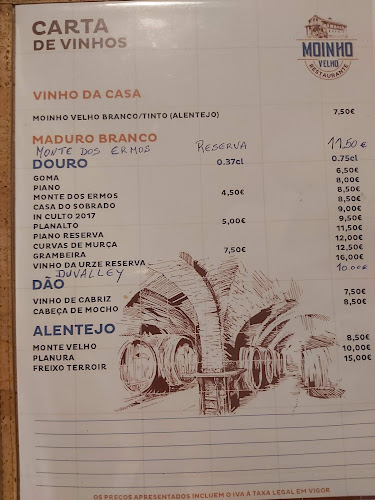 CARTA
DE VINHOS
MOINHO
VELHO
RESTAURANTE
VINHO DA CASA
MOINHO VELHO BRANCO/TINTO (ALENTEJO) 7,50€
MADURO BRANCO
MONTE DOS ERMOS RESERVA 11,50 €
DOURO 0.37cl 0.75cl
GOMA 6,50€
PIANO 8,00€
MONTE DOS ERMOS 4,50€ 8,50€
CASA DO SOBRADO 8,50€
IN CULTO 2017 9,00€
PLANALTO 5,00€ 9,50€
PIANO RESERVA 11,50€
CURVAS DE MURÇA 12,00€
GRAMBEIRA 7,50€ 12,50€
VINHO DA URZE RESERVA 16,00€
DUVALLEY 10.00€
DÃO
VINHO DE CABRIZ 7,50€
CABEÇA DE MOCHO 8,50€
ALENTEJO
MONTE VELHO 8,50€
PLANURA 10,00€
FREIXO TERROIR 15,00€
OS PREÇOS APRESENTADOS INCLUEM O IVA À TAXA LEGAL EM VIGOR